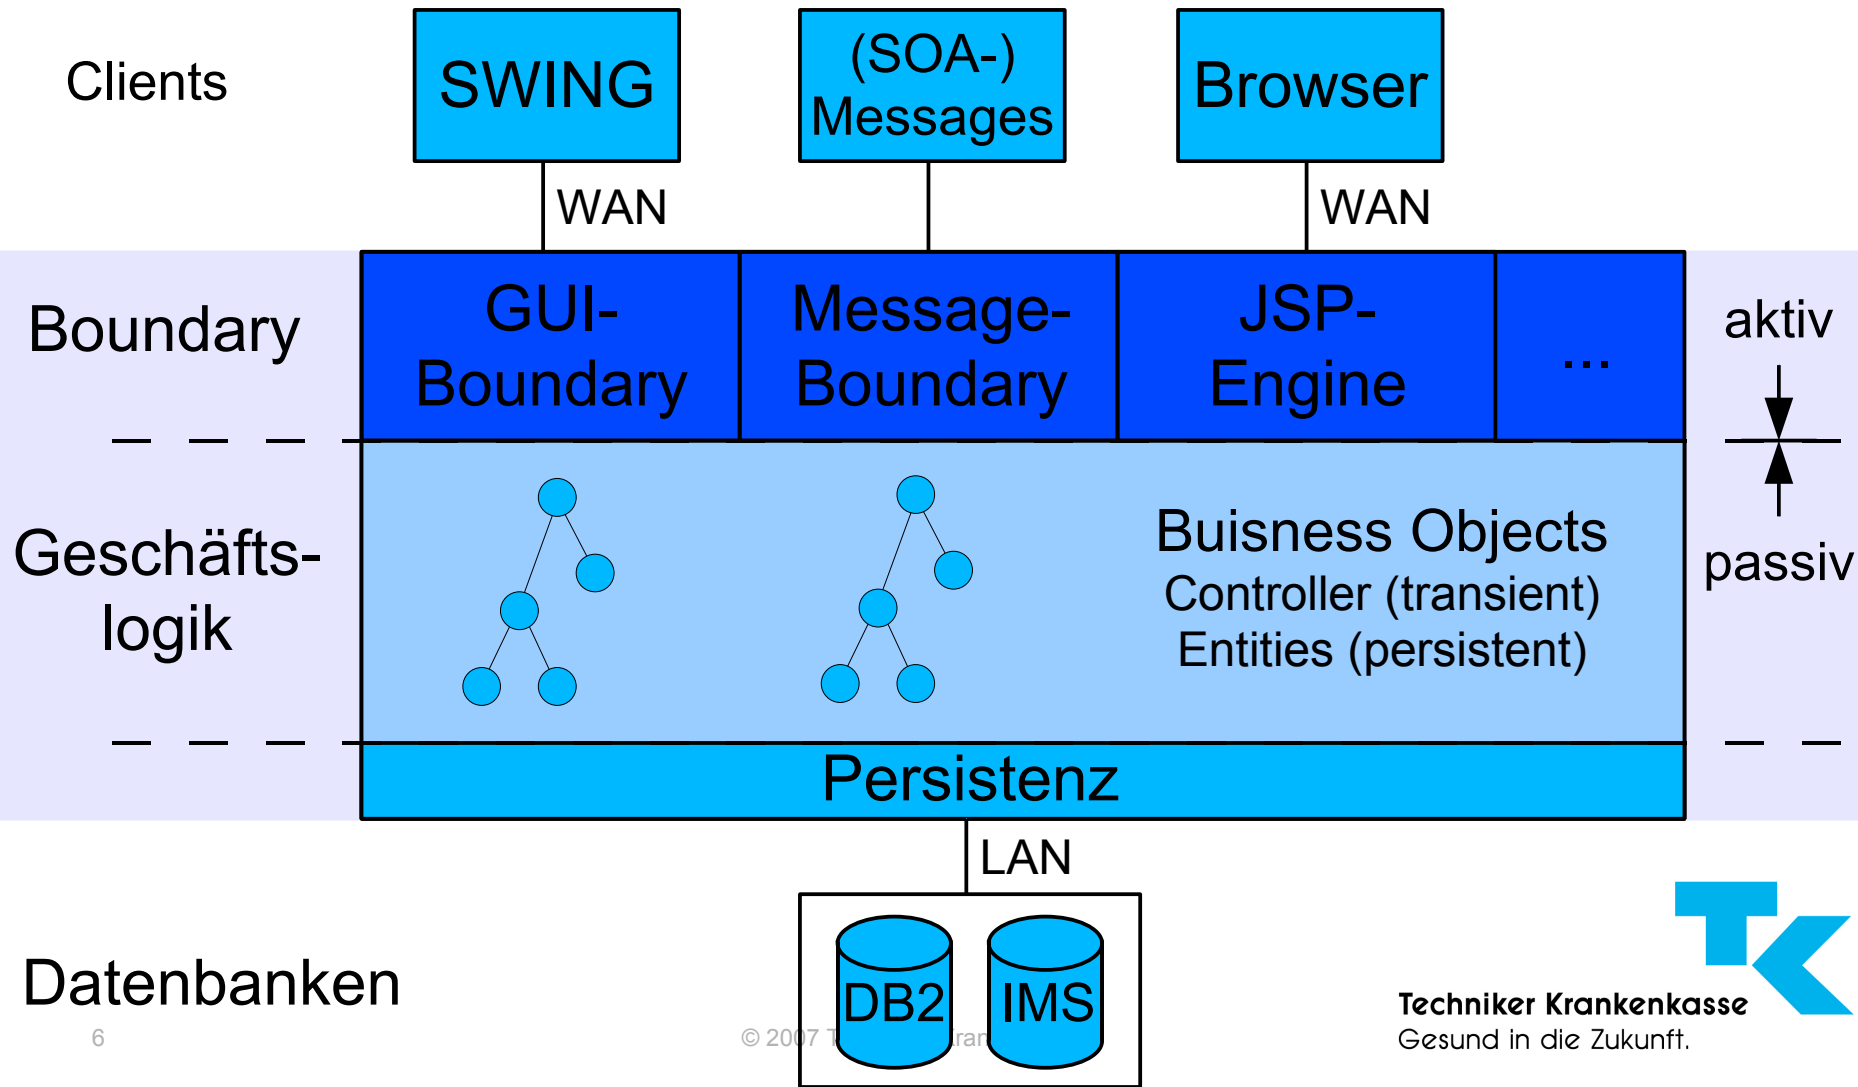 Clients
SWING
(SOA-)
Messages
Browser
WAN
WAN
Boundary
GUI-
Boundary
Message-
Boundary
JSP-
Engine
...
aktiv
Geschäfts-
logik
Buisness Objects
Controller (transient)
Entities (persistent)
passiv
Persistenz
LAN
Datenbanken
DB2
IMS
Techniker Krankenkasse
Gesund in die Zukunft.
6
© 2007